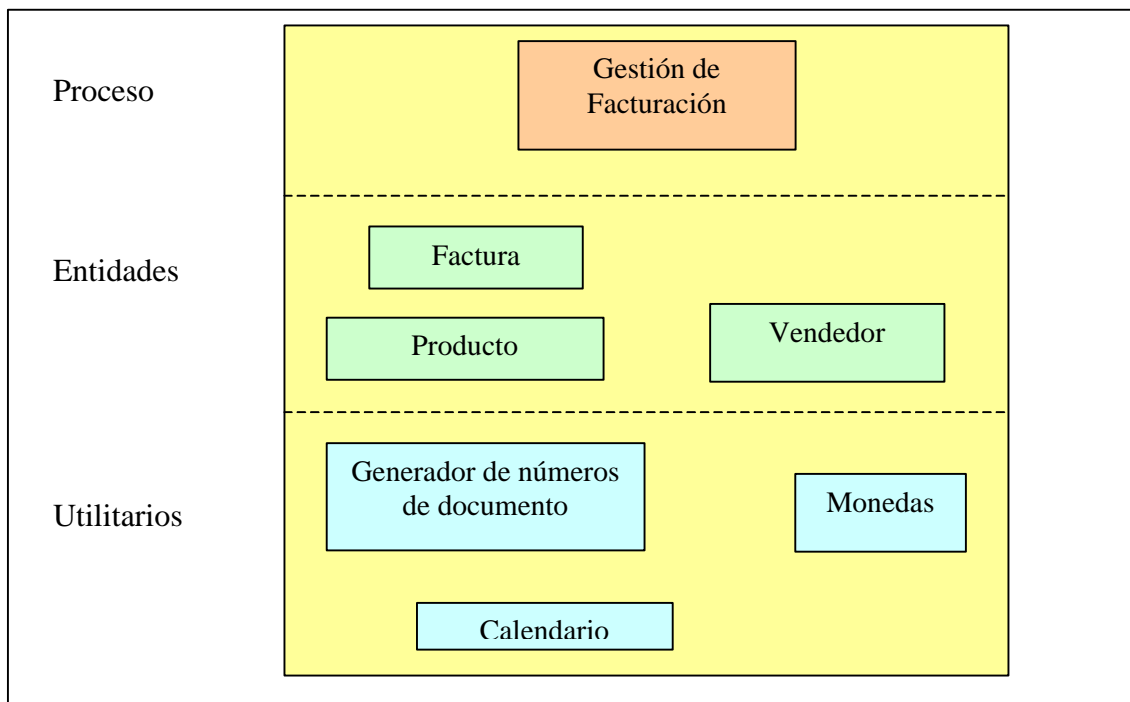 Proceso
Gestión de
Facturación
Entidades
Factura
Producto
Vendedor
Utilitarios
Generador de números
de documento
Monedas
Calendario